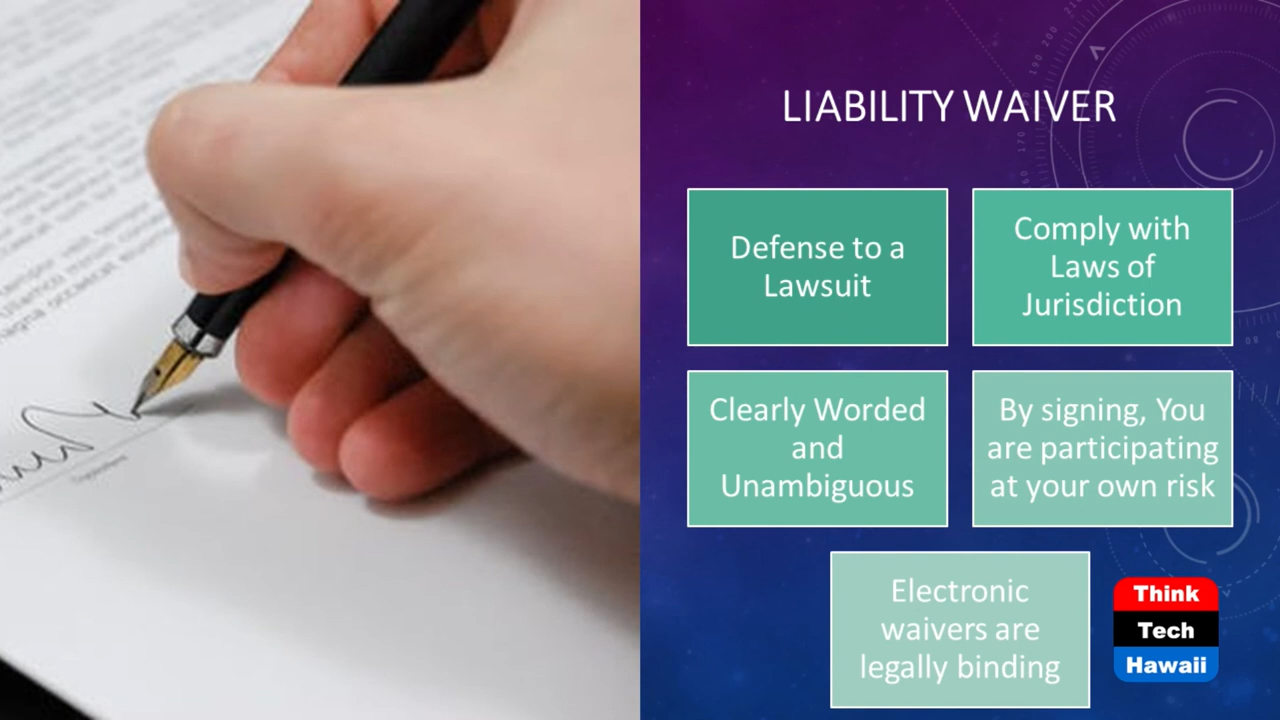 LIABILITY WAIVER
Defense to a
Lawsuit
Comply with
Laws of
Jurisdiction
Clearly Worded
and
Unambiguous
By signing, You
are participating
at your own risk
Electronic
waivers are
legally binding
Think
Tech
Hawaii